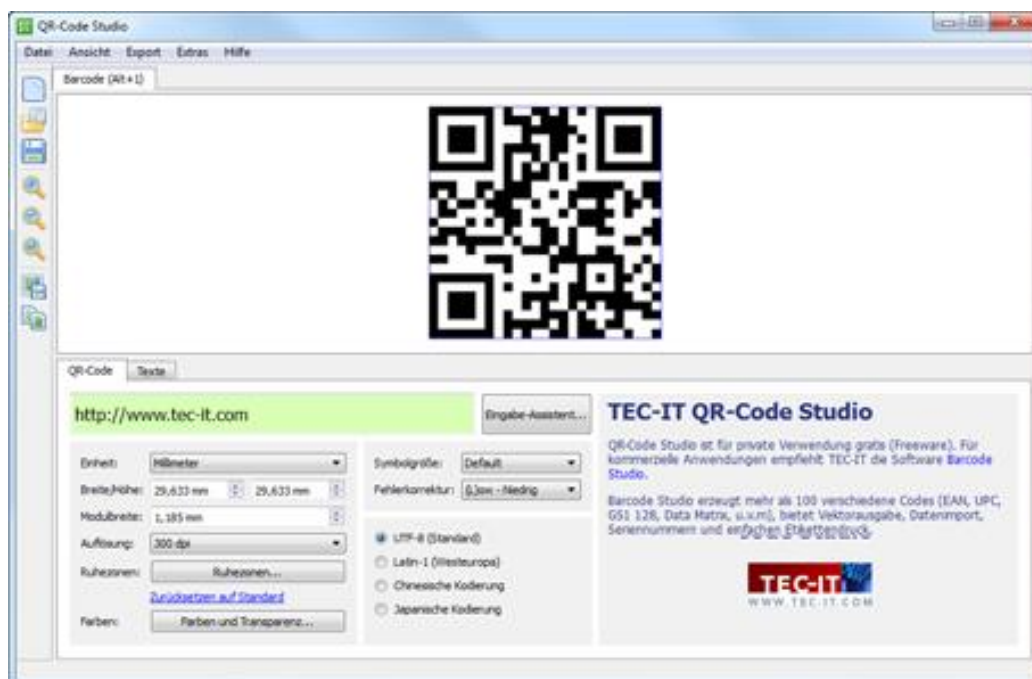 QR-Code Studio
Datei Ansicht Export Extras Hilfe
Barcode (Alt+1)
QR-Code Texte
http://www.tec-it.com
Eingabe-Assistent...
Einheit: Millimeter
Breite/Höhe: 29,633 mm 29,633 mm
Modulbreite: 1,185 mm
Auflösung: 300 dpi
Ruhezonen: Ruhezonen...
Zurücksetzen auf Standard
Farben: Farben und Transparenz...
Symbolgröße: Default
Fehlerkorrektur: Low - Niedrig
UTF-8 (Standard)
Latin-1 (Westeuropa)
Chinesische Kodierung
Japanische Kodierung
TEC-IT QR-Code Studio
QR-Code Studio ist für private Verwendung gratis (Freeware). Für
kommerzielle Anwendungen empfiehlt TEC-IT die Software Barcode
Studio.
Barcode Studio erzeugt mehr als 100 verschiedene Codes (EAN, UPC,
GS1 128, Data Matrix, u.v.m), bietet Vektorausgabe, Datenimport,
Seriennummern und einfachen Etikettendruck.
TEC-IT
WWW.TEC-IT.COM